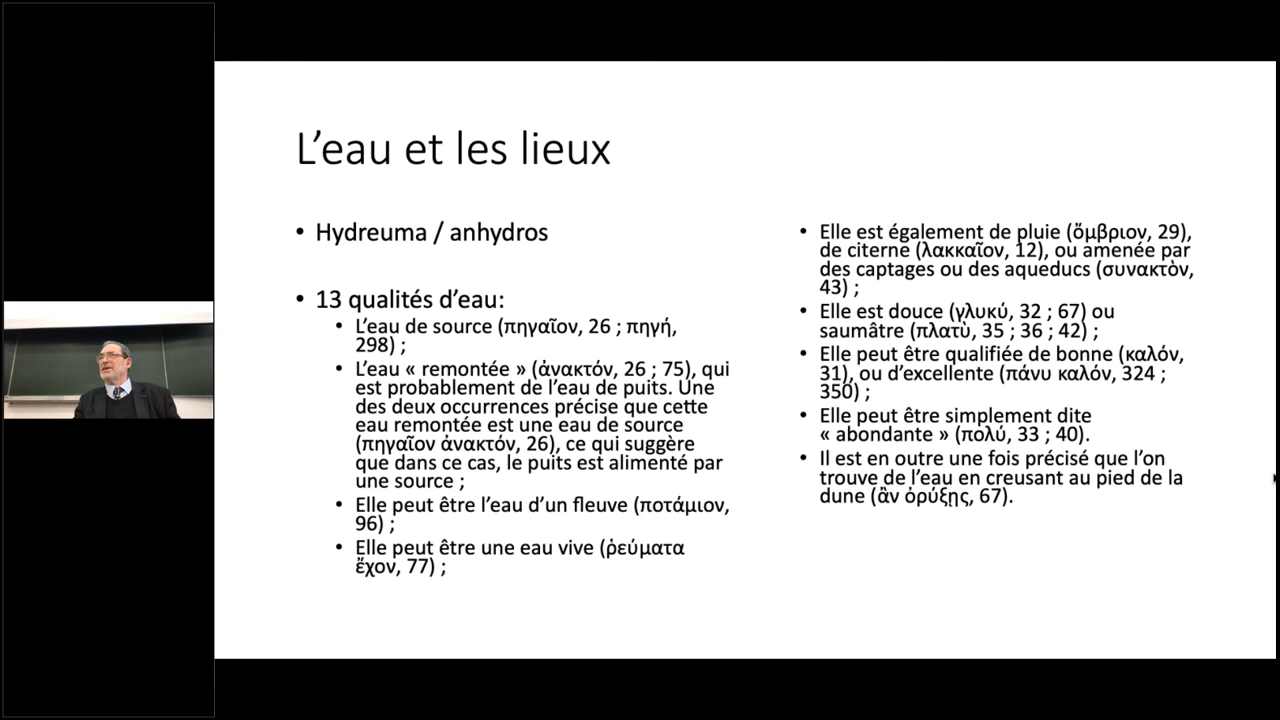 L’eau et les lieux
• Hydreuma / anhydros
• 13 qualités d’eau:
• L’eau de source (πηγαῖον, 26 ; πηγή,
298) ;
• L’eau « remontée » (ἀνακτόν, 26 ; 75), qui
est probablement de l’eau de puits. Une
des deux occurrences précise que cette
eau remontée est une eau de source
(πηγαῖον ἀνακτόν, 26), ce qui suggère
que dans ce cas, le puits est alimenté par
une source ;
• Elle peut être l’eau d’un fleuve (ποτάμιον,
96) ;
• Elle peut être une eau vive (ῥεύματα
ἔχον, 77) ;
• Elle est également de pluie (ὄμβριον, 29),
de citerne (λακκαῖον, 12), ou amenée par
des captages ou des aqueducs (συνακτὸν,
43) ;
• Elle est douce (γλυκύ, 32 ; 67) ou
saumâtre (πλατὺ, 35 ; 36 ; 42) ;
• Elle peut être qualifiée de bonne (καλόν,
31), ou d’excellente (πάνυ καλόν, 324 ;
350) ;
• Elle peut être simplement dite
« abondante » (πολύ, 33 ; 40).
• Il est en outre une fois précisé que l’on
trouve de l’eau en creusant au pied de la
dune (ἂν ὀρύξῃς, 67).